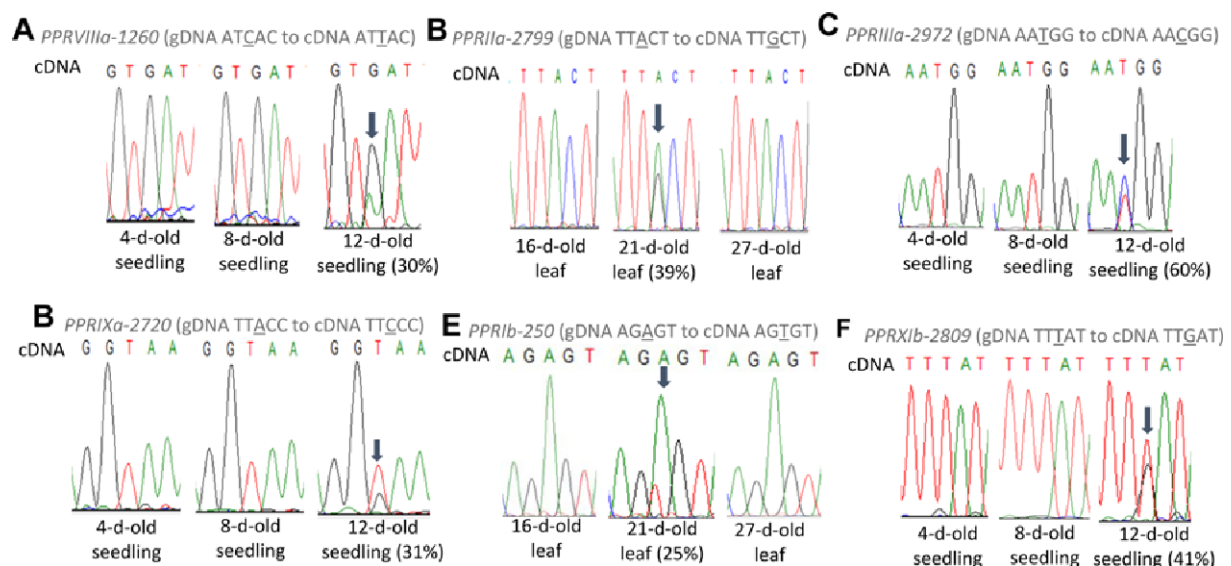 A PPRVIIIa-1260 (gDNA ATCAC to cDNA ATTAC)
cDNA G T G A T G T G A T G T G A T
4-d-old seedling
8-d-old seedling
12-d-old seedling (30%)
B PPRIIa-2799 (gDNA TTACT to cDNA TTGCT)
cDNA T T A C T T T A C T T T A C T
16-d-old leaf
21-d-old leaf (39%)
27-d-old leaf
C PPRIIIa-2972 (gDNA AATGG to cDNA AACGG)
cDNA A A T G G A A T G G A A T G G
4-d-old seedling
8-d-old seedling
12-d-old seedling (60%)
B PPRIXa-2720 (gDNA TTACC to cDNA TTCCC)
cDNA G G T A A G G T A A G G T A A
4-d-old seedling
8-d-old seedling
12-d-old seedling (31%)
E PPRIb-250 (gDNA AGAGT to cDNA AGTGT)
cDNA A G A G T A G A G T A G A G T
16-d-old leaf
21-d-old leaf (25%)
27-d-old leaf
F PPRXIb-2809 (gDNA TTTAT to cDNA TTGAT)
cDNA T T T A T T T T A T T T T A T
4-d-old seedling
8-d-old seedling
12-d-old seedling (41%)